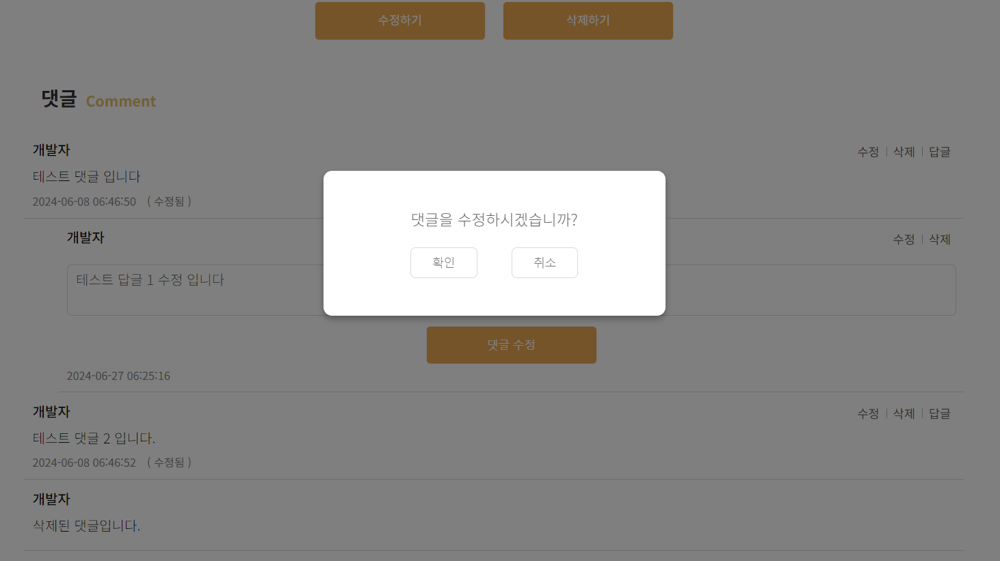 수정하기 삭제하기
댓글 Comment
개발자 수정 | 삭제 | 답글
테스트 댓글 입니다
2024-06-08 06:46:50 ( 수정됨 )
댓글을 수정하시겠습니까?
확인 취소
개발자 수정 | 삭제
테스트 답글 1 수정 입니다
댓글 수정
2024-06-27 06:25:16
개발자 수정 | 삭제 | 답글
테스트 댓글 2 입니다.
2024-06-08 06:46:52 ( 수정됨 )
개발자
삭제된 댓글입니다.